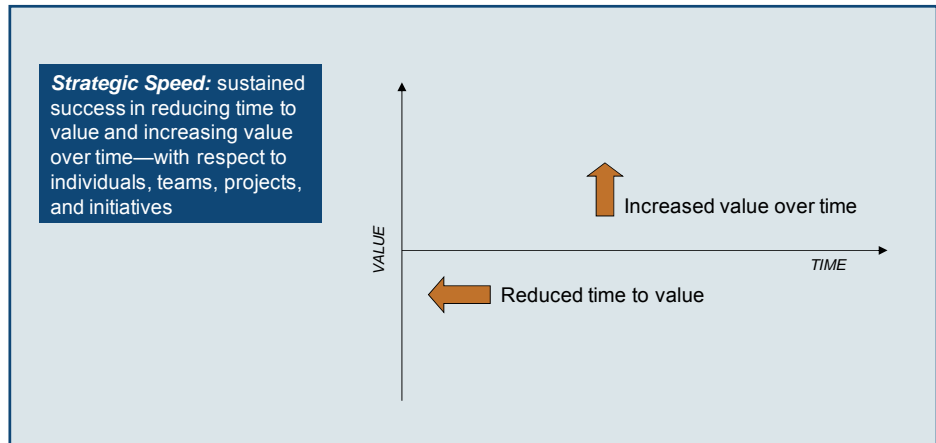 Strategic Speed: sustained
success in reducing time to
value and increasing value
over time—with respect to
individuals, teams, projects,
and initiatives
Increased value over time
VALUE
TIME
Reduced time to value